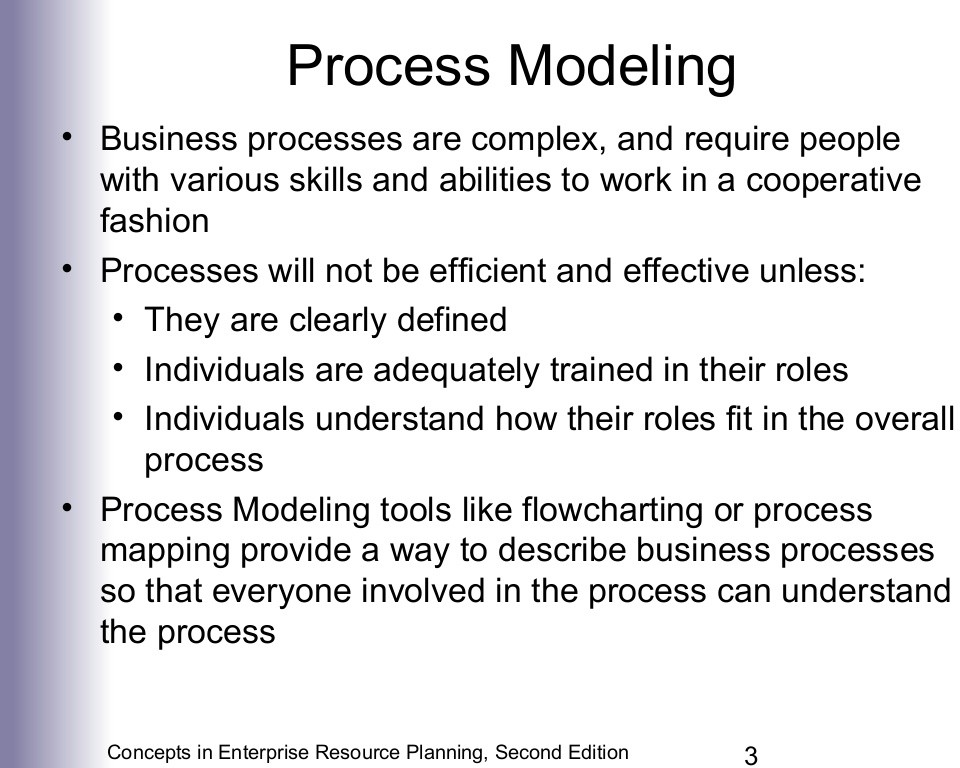 Process Modeling
• Business processes are complex, and require people
with various skills and abilities to work in a cooperative
fashion
• Processes will not be efficient and effective unless:
• They are clearly defined
• Individuals are adequately trained in their roles
• Individuals understand how their roles fit in the overall
process
• Process Modeling tools like flowcharting or process
mapping provide a way to describe business processes
so that everyone involved in the process can understand
the process
Concepts in Enterprise Resource Planning, Second Edition
3